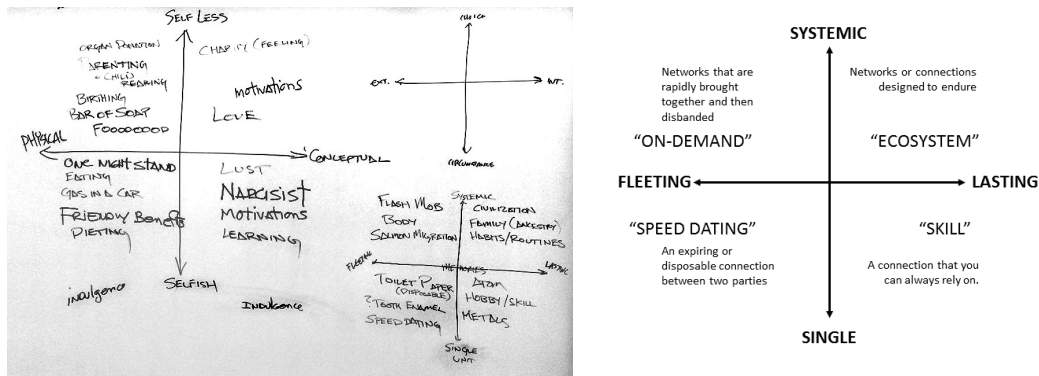 SELFLESS
ORGAN DONATION
PARENTING
+ CHILD
REARING
BIRTHING
BAR OF SOAP
FOOOOOOOD
CHARITY (FEELING)
MOTIVATIONS
LOVE
PHYSICAL
CONCEPTUAL
ONE NIGHT STAND
EATING
GAS IN A CAR
FRIENDLY BENEFITS
DIETING
LUST
NARCISIST
MOTIVATIONS
LEARNING
SELFISH
indulgence
INDULGENCE
CHOICE
EXT.
INT.
CIRCUMSTANCE
SYSTEMIC
FLASH MOB
BODY
SALMON MIGRATION
CIVILIZATION
FAMILY (ANCESTRY)
HABITS/ROUTINES
FLEETING
MEMORIES
LASTING
TOILET PAPER
(DISPOSABLE)
? TOOTH ENAMEL
SPEED DATING
ATOM
HOBBY/SKILL
METALS
SINGLE
UNIT
SYSTEMIC
Networks that are
rapidly brought
together and then
disbanded
"ON-DEMAND"
Networks or connections
designed to endure
"ECOSYSTEM"
FLEETING
LASTING
"SPEED DATING"
An expiring or
disposable connection
between two parties
"SKILL"
A connection that you
can always rely on.
SINGLE